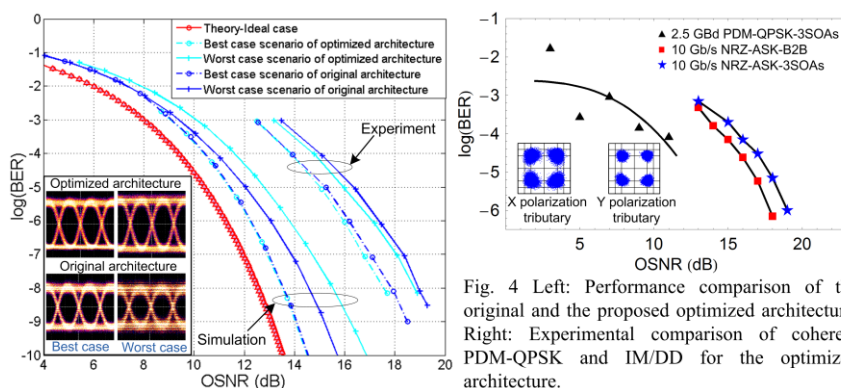 Theory-Ideal case
Best case scenario of optimized architecture
Worst case scenario of optimized architecture
Best case scenario of original architecture
Worst case scenario of original architecture
Experiment
Simulation
Optimized architecture
Original architecture
Best case Worst case
log(BER)
-1
0
-1
-2
-3
-4
-5
-6
-7
-8
-9
-10
4 6 8 10 12 14 16 18 20
OSNR (dB)
2.5 GBd PDM-QPSK-3SOAs
10 Gb/s NRZ-ASK-B2B
10 Gb/s NRZ-ASK-3SOAs
X polarization
tributary
Y polarization
tributary
log(BER)
−1
−2
−3
−4
−5
−6
3 7 11 15 19 23
OSNR (dB)
Fig. 4 Left: Performance comparison of
original and the proposed optimized
Right: Experimental comparison of
PDM-QPSK and IM/DD for the
architecture.